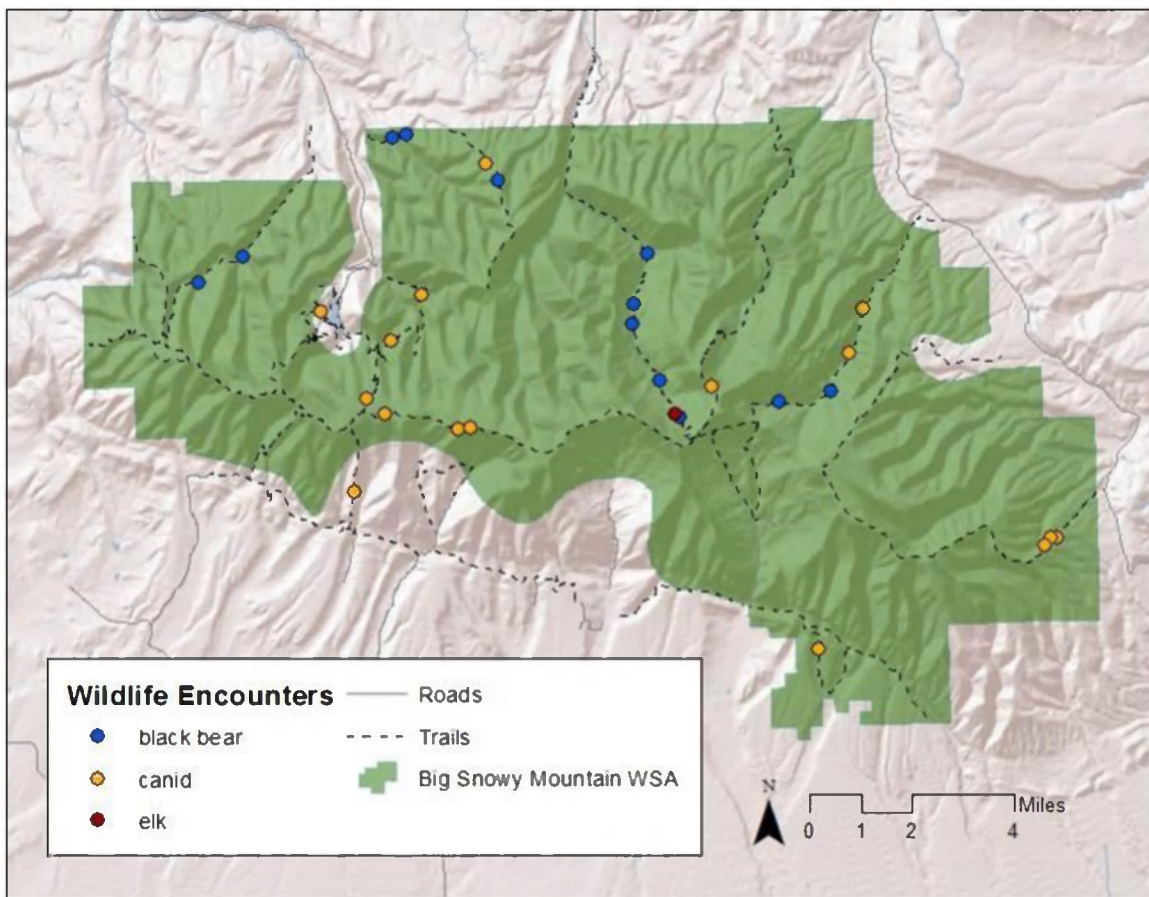 Wildlife Encounters
black bear
canid
elk
Roads
Trails
Big Snowy Mountain WSA
N
Miles
0 1 2 4